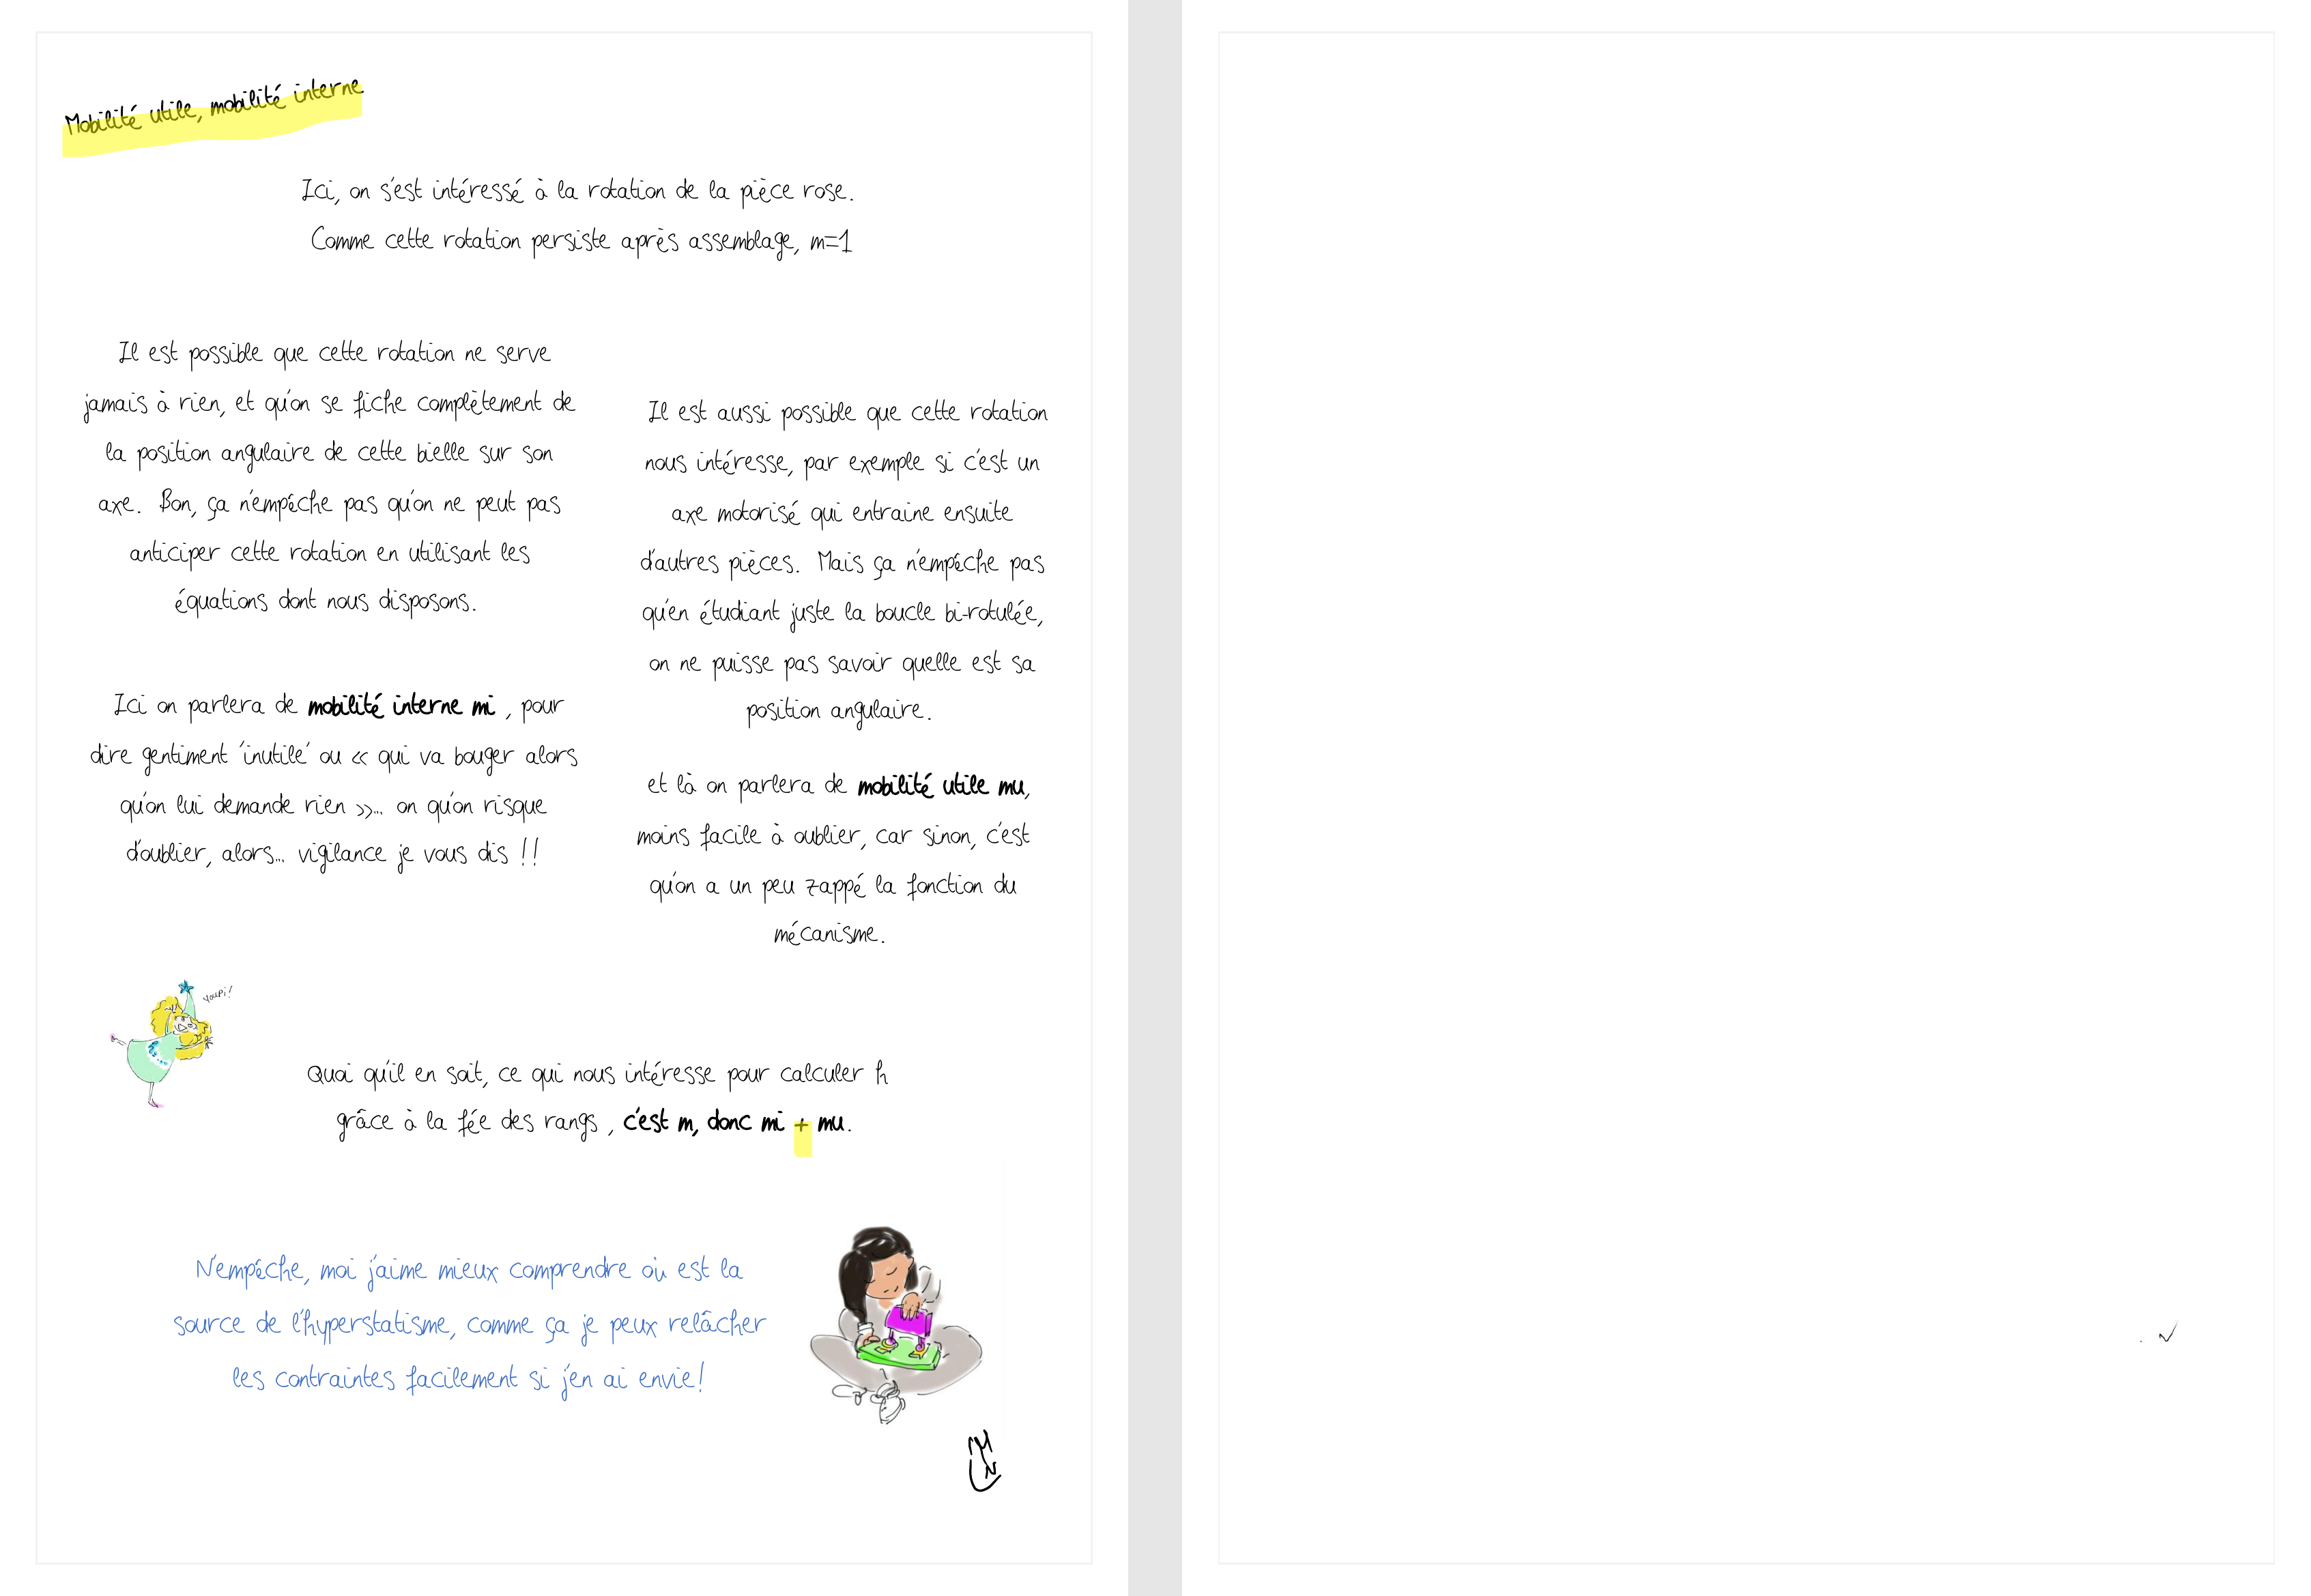 Mobilité utile, mobilité interne
Ici, on s'est intéressé à la rotation de la pièce rose.
Comme cette rotation persiste après assemblage, m=1
Il est possible que cette rotation ne serve
jamais à rien, et qu'on se fiche complètement de
la position angulaire de cette bielle sur son
axe. Bon, ça n'empêche pas qu'on ne peut pas
anticiper cette rotation en utilisant les
équations dont nous disposons.
Ici on parlera de mobilité interne mi , pour
dire gentiment 'inutile' ou « qui va bouger alors
qu'on lui demande rien »... on qu'on risque
d'oublier, alors... vigilance je vous dis !!
Il est aussi possible que cette rotation
nous intéresse, par exemple si c'est un
axe motorisé qui entraine ensuite
d'autres pièces. Mais ça n'empêche pas
qu'en étudiant juste la boucle bi-rotulée,
on ne puisse pas savoir quelle est sa
position angulaire.
et là on parlera de mobilité utile mu,
moins facile à oublier, car sinon, c'est
qu'on a un peu zappé la fonction du
mécanisme.
Youpi!
Quoi qu'il en soit, ce qui nous intéresse pour calculer h
grâce à la fée des rangs , c'est m, donc mi + mu.
N'empêche, moi j'aime mieux comprendre où est la
source de l'hyperstatisme, comme ça je peux relâcher
les contraintes facilement si j'en ai envie!